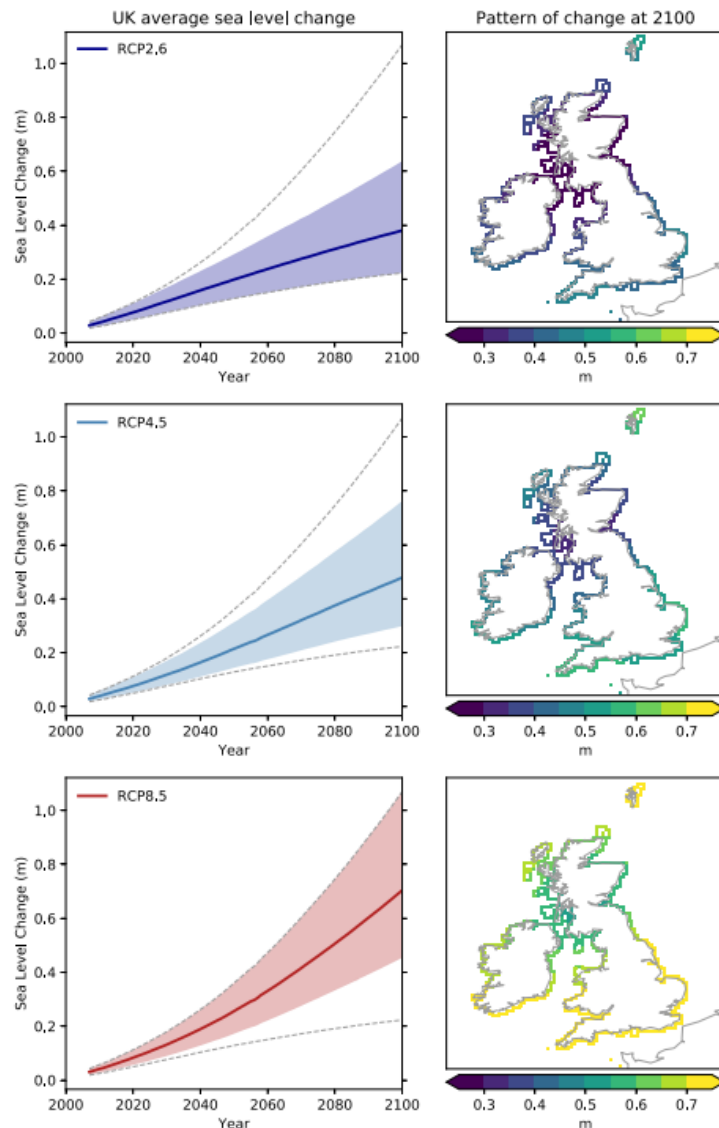 UK average sea level change
Pattern of change at 2100
RCP2.6
1.0
0.8
0.6
0.4
0.2
0.0
Sea Level Change (m)
2000 2020 2040 2060 2080 2100
Year
0.3 0.4 0.5 0.6 0.7
m
RCP4.5
1.0
0.8
0.6
0.4
0.2
0.0
Sea Level Change (m)
2000 2020 2040 2060 2080 2100
Year
0.3 0.4 0.5 0.6 0.7
m
RCP8.5
1.0
0.8
0.6
0.4
0.2
0.0
Sea Level Change (m)
2000 2020 2040 2060 2080 2100
Year
0.3 0.4 0.5 0.6 0.7
m